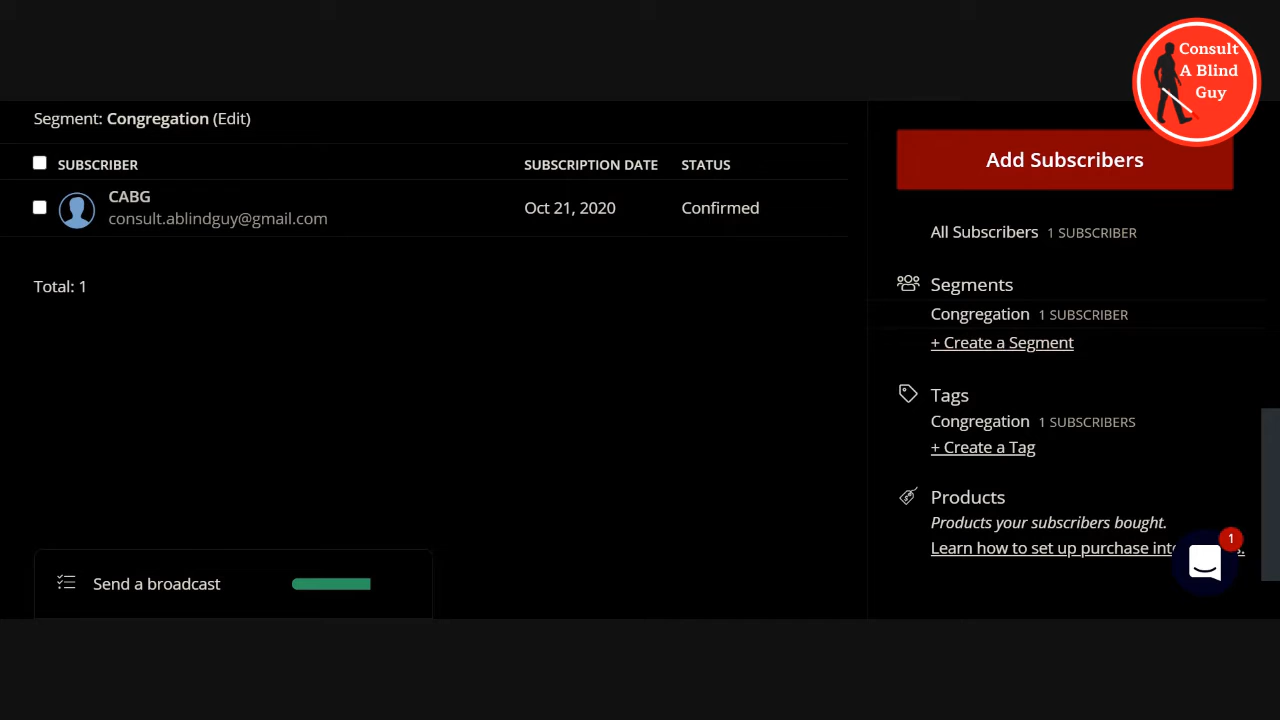 Consult
A Blind
Guy
Segment: Congregation (Edit)
SUBSCRIBER SUBSCRIPTION DATE STATUS
CABG
consult.ablindguy@gmail.com
Oct 21, 2020 Confirmed
Total: 1
Send a broadcast
Add Subscribers
All Subscribers 1 SUBSCRIBER
Segments
Congregation 1 SUBSCRIBER
+ Create a Segment
Tags
Congregation 1 SUBSCRIBERS
+ Create a Tag
Products
Products your subscribers bought.
Learn how to set up purchase
1